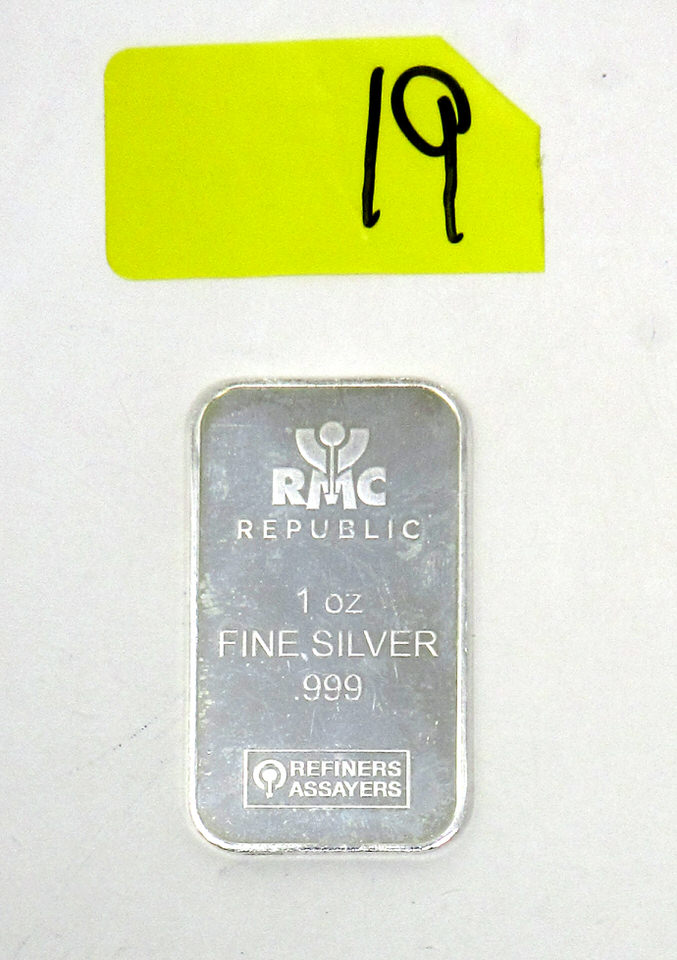 19
RMC
REPUBLIC
1 oz
FINE SILVER
.999
REFINERS
ASSAYERS